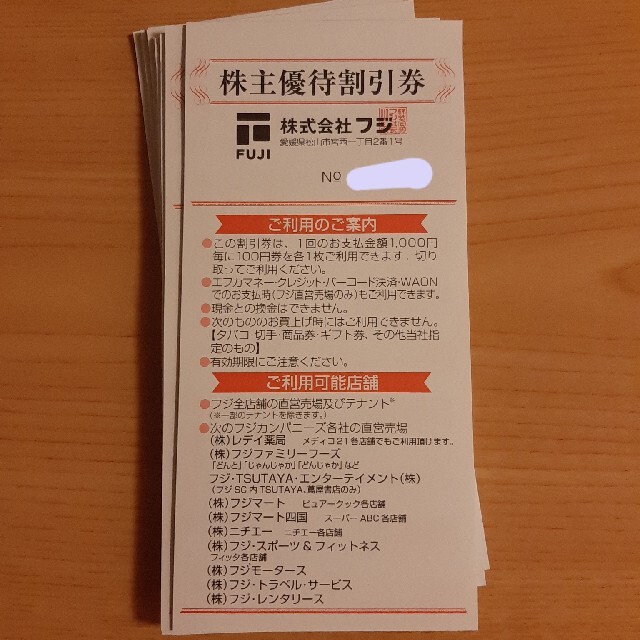 株主優待割引券
FUJI
株式会社フジ
愛媛県松山市宮西一丁目2番1号
No
ご利用のご案内
●この割引券は、1回のお支払金額1,000円
毎に100円券を各1枚ご利用できます。切り
取ってご利用ください。
●エフカマネー・クレジット・バーコード決済・WAON
でのお支払時(フジ直営売場のみ)もご利用できます。
●現金との換金はできません。
●次のもののお買上げ時にはご利用できません。
【タバコ 切手・商品券・ギフト券、その他当社指
定のもの】
●有効期限にご注意ください。
ご利用可能店舗
●フジ全店舗の直営売場及びテナント※
(※一部のテナントを除きます。)
●次のフジカンパニーズ各社の直営売場
(株)レデイ薬局 メディコ21各店舗でもご利用頂けます。
(株)フジファミリーフーズ
「どんと」「じゃんじゃか」「どんじゃか」など
フジ・TSUTAYA・エンターテイメント(株)
(フジSC内TSUTAYA、蔦屋書店のみ)
(株)フジマート ピュアークック各店舗
(株)フジマート四国 スーパーABC各店舗
(株)ニチエー ニチエー各店舗
(株)フジ・スポーツ&フィットネス
フィッタ各店舗
(株)フジモータース
(株)フジ・トラベル・サービス
(株)フジ・レンタリース